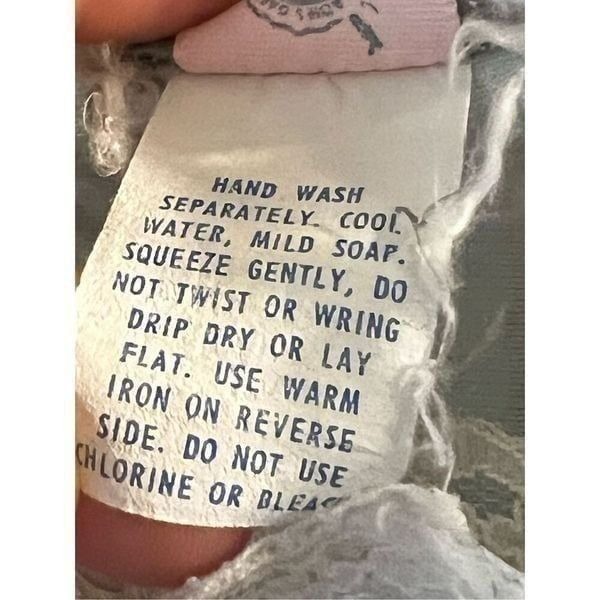 HAND WASH
SEPARATELY. COOL
WATER, MILD SOAP.
SQUEEZE GENTLY, DO
NOT TWIST OR WRING
DRIP DRY OR LAY
FLAT. USE WARM
IRON ON REVERSE
SIDE. DO NOT USE
CHLORINE OR BLEAC